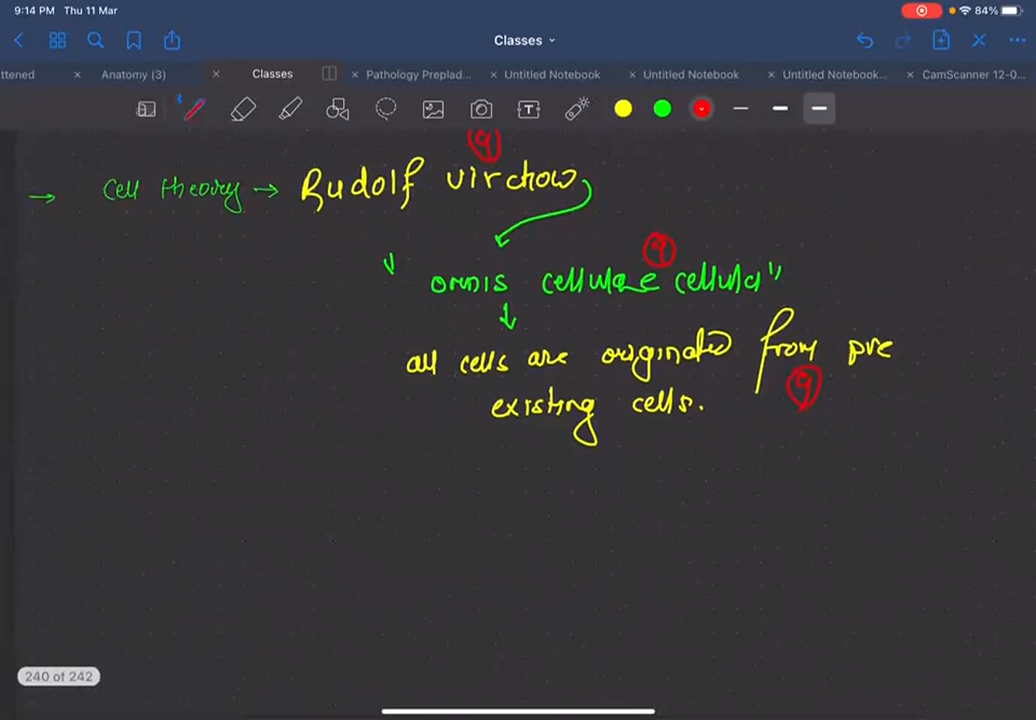 9:14 PM Thu 11 Mar
84%
Classes
ttened
Anatomy (3)
Classes
Pathology Preplad...
Untitled Notebook
Untitled Notebook
Untitled Notebook...
CamScanner 12-0...
T
q
→ Cell theory → Rudolf virchow
q
"omnis cellulare cellula"
↓
all cells are originated from pre
q
existing cells.
240 of 242